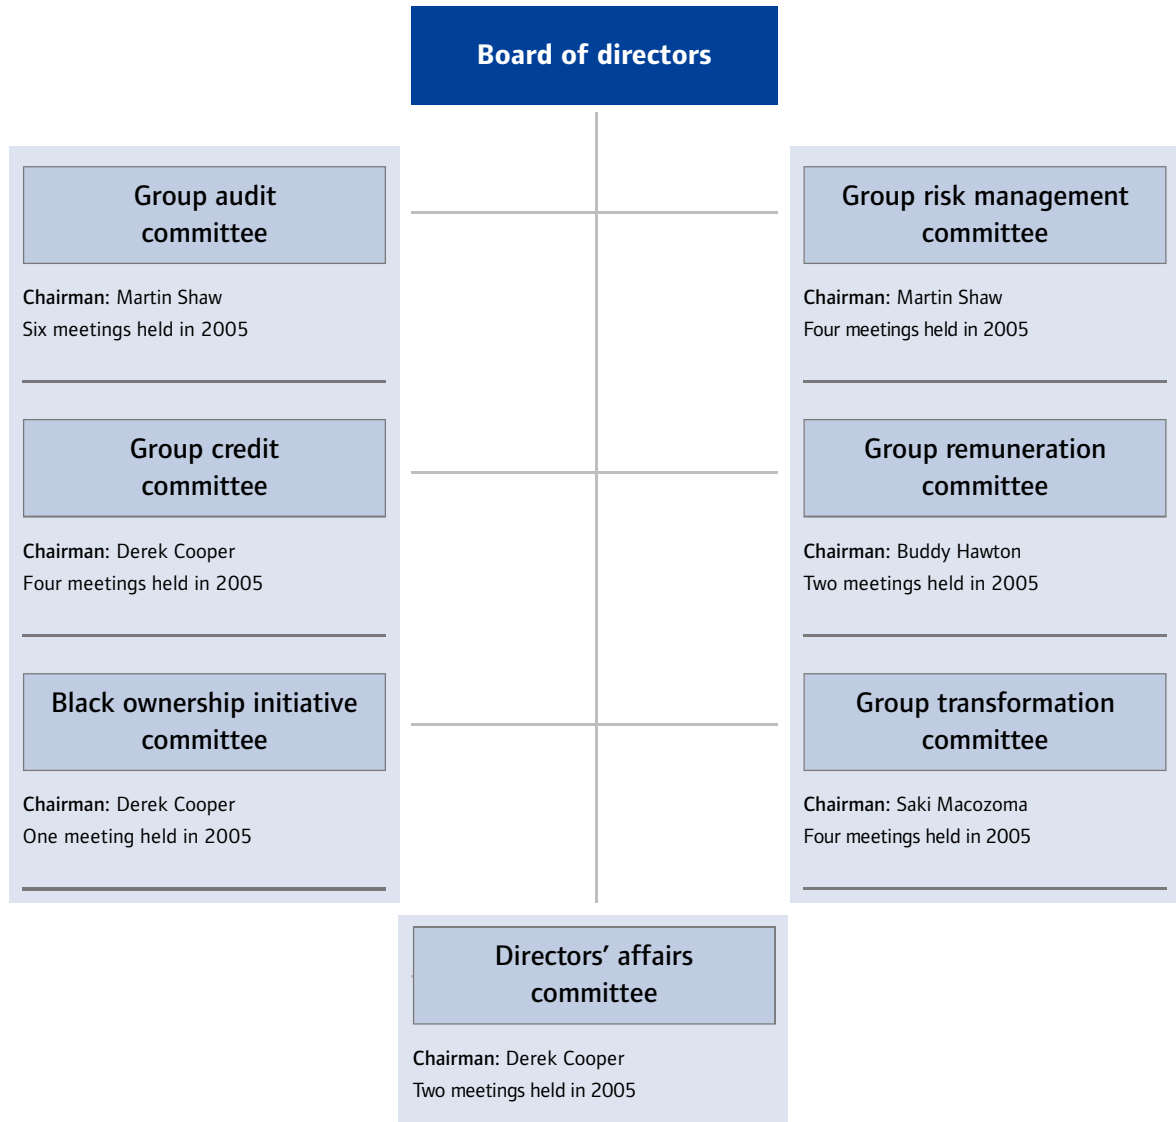 Board of directors
Group audit
committee
Chairman: Martin Shaw
Six meetings held in 2005
Group risk management
committee
Chairman: Martin Shaw
Four meetings held in 2005
Group credit
committee
Chairman: Derek Cooper
Four meetings held in 2005
Group remuneration
committee
Chairman: Buddy Hawton
Two meetings held in 2005
Black ownership initiative
committee
Chairman: Derek Cooper
One meeting held in 2005
Group transformation
committee
Chairman: Saki Macozoma
Four meetings held in 2005
Directors’ affairs
committee
Chairman: Derek Cooper
Two meetings held in 2005